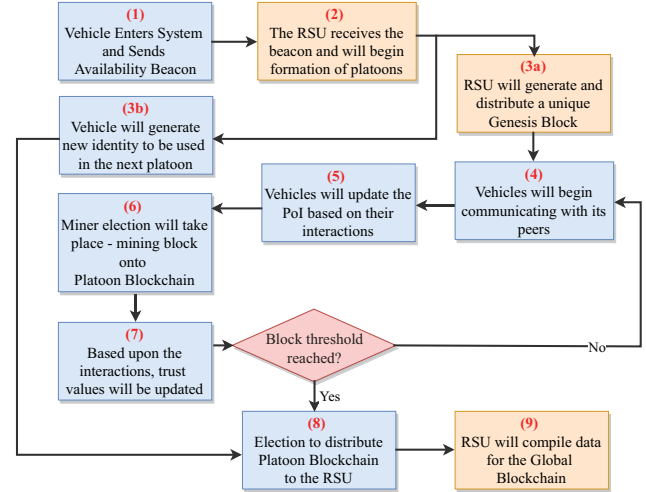 (1)
Vehicle Enters System
and Sends
Availability Beacon
(2)
The RSU receives the
beacon and will begin
formation of platoons
(3a)
RSU will generate and
distribute a unique
Genesis Block
(3b)
Vehicle will generate
new identity to be used
in the next platoon
(4)
Vehicles will begin
communicating with its
peers
(5)
Vehicles will update the
PoI based on their
interactions
(6)
Miner election will take
place - mining block
onto
Platoon Blockchain
(7)
Based upon the
interactions, trust
values will be updated
Block threshold
reached?
No
Yes
(8)
Election to distribute
Platoon Blockchain
to the RSU
(9)
RSU will compile data
for the Global
Blockchain